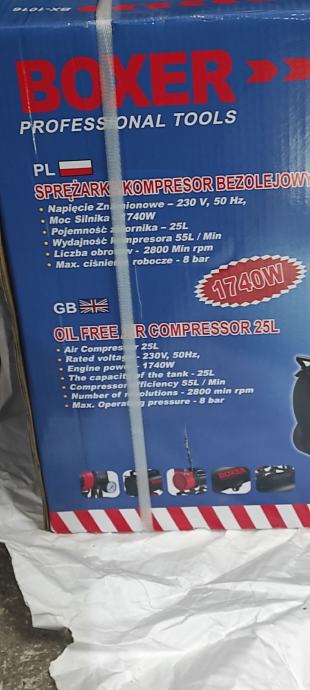 BX-1016
BOXER
PROFESSIONAL TOOLS
PL
SPRĘŻARKA KOMPRESOR BEZOLEJOWY
• Napięcie Znamionowe – 230 V, 50 Hz,
• Moc Silnika 1740W
• Pojemność zbiornika – 25L
• Wydajność kompresora 55L / Min
• Liczba obrotów - 2800 Min rpm
• Max. ciśnienie robocze - 8 bar
1740W
GB
OIL FREE AIR COMPRESSOR 25L
• Air Compressor 25L
• Rated voltage - 230V, 50Hz,
• Engine power - 1740W
• The capacity of the tank - 25L
• Compressor efficiency 55L / Min
• Number of revolutions - 2800 min rpm
• Max. Operating pressure - 8 bar
BOXER